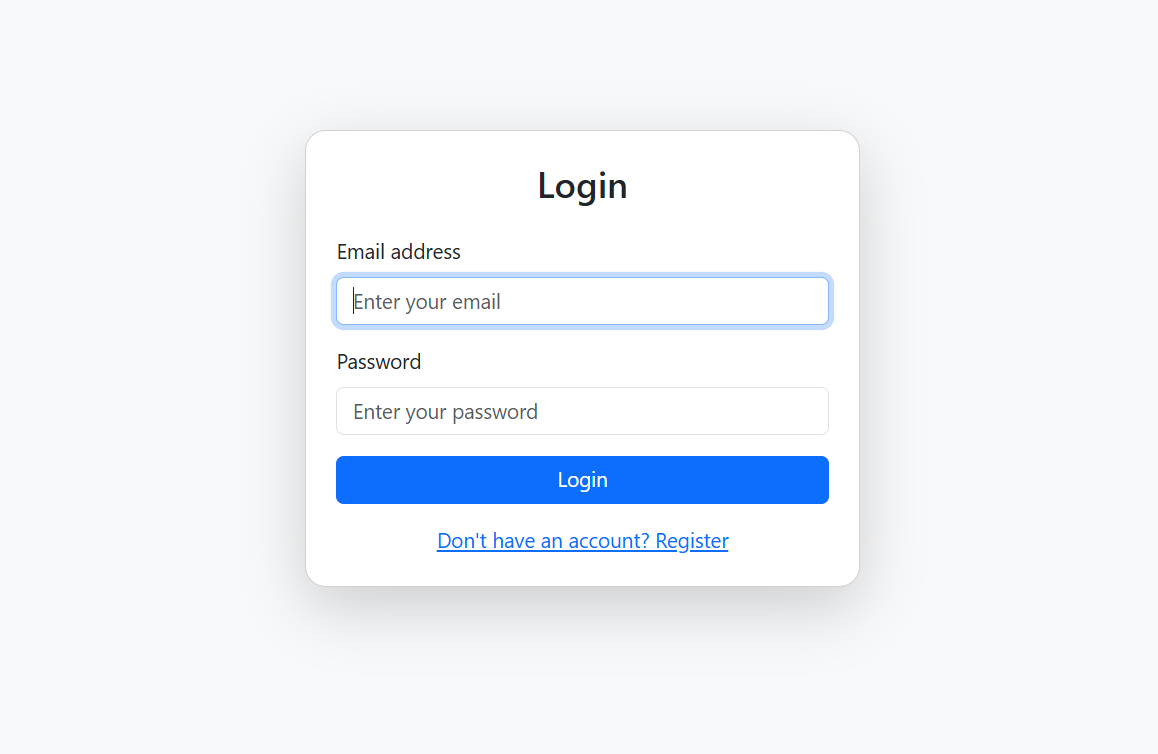 Login
Email address
Enter your email
Password
Enter your password
Login
Don't have an account? Register